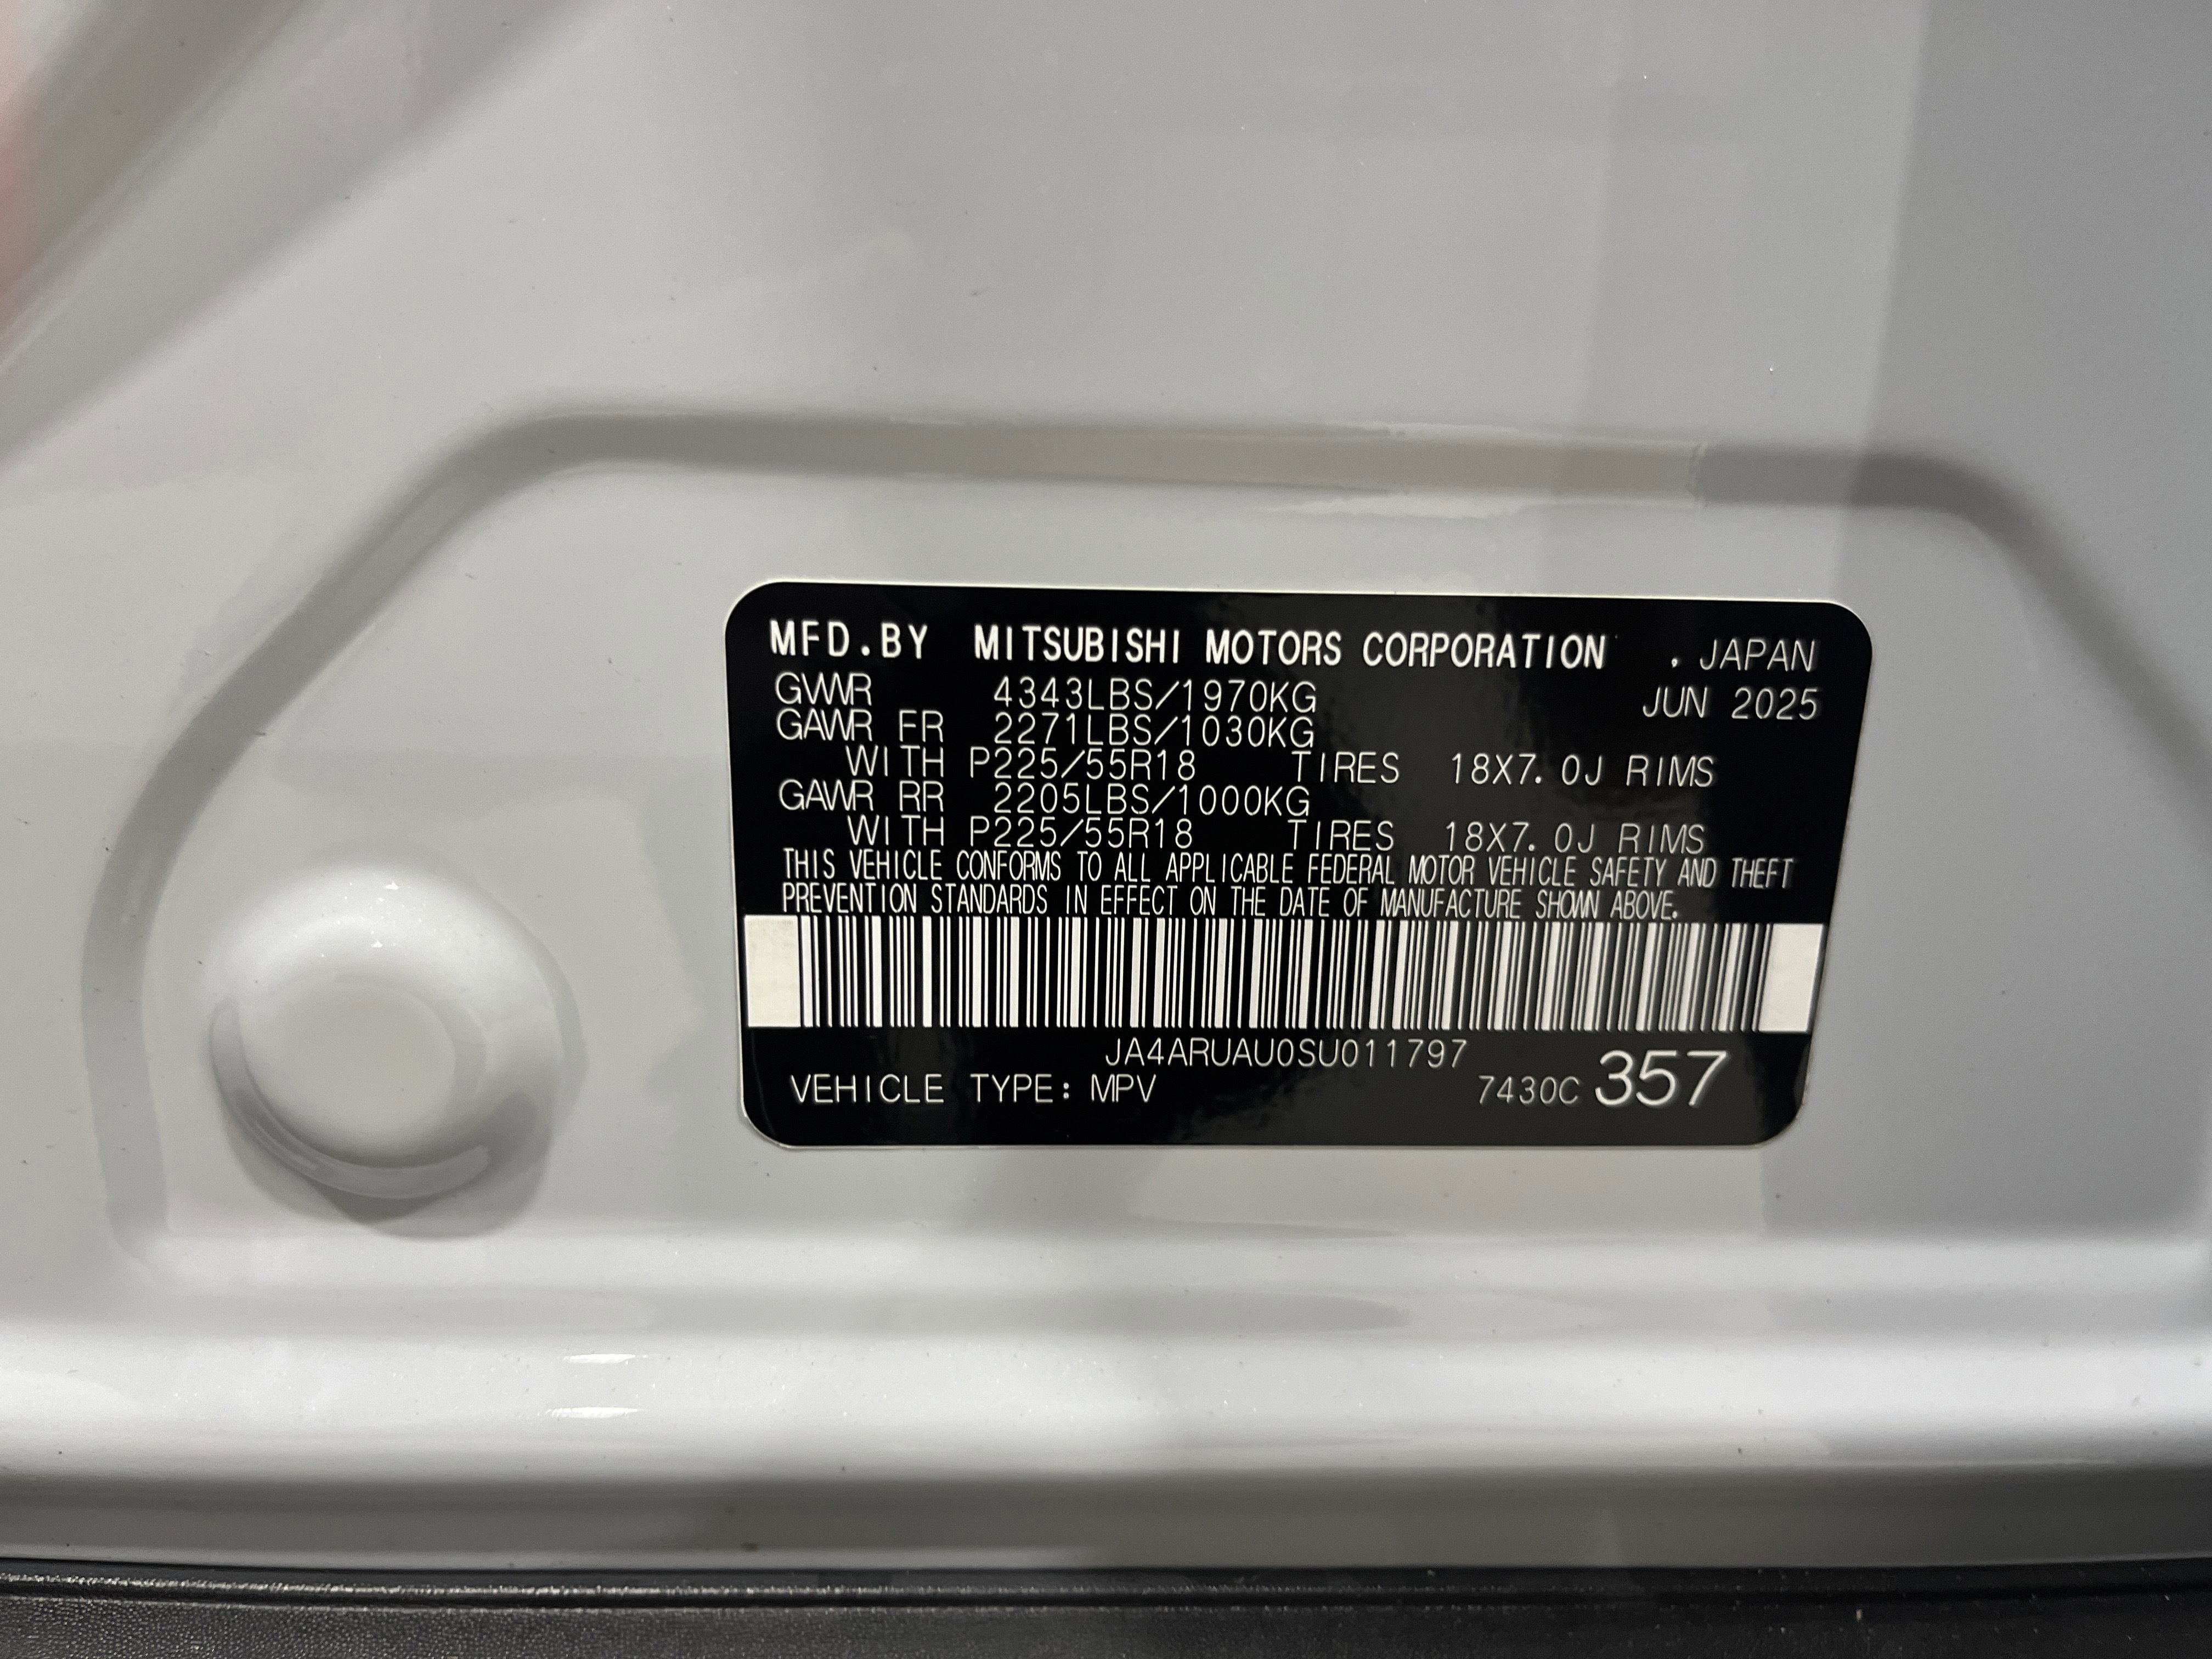 MFD.BY MITSUBISHI MOTORS CORPORATION . JAPAN
GVWR 4343LBS/1970KG JUN 2025
GAWR FR 2271LBS/1030KG
WITH P225/55R18 TIRES 18X7.0J RIMS
GAWR RR 2205LBS/1000KG
WITH P225/55R18 TIRES 18X7.0J RIMS
THIS VEHICLE CONFORMS TO ALL APPLICABLE FEDERAL MOTOR VEHICLE SAFETY AND THEFT
PREVENTION STANDARDS IN EFFECT ON THE DATE OF MANUFACTURE SHOWN ABOVE.
JA4ARUAU0SU011797
VEHICLE TYPE: MPV 7430C 357